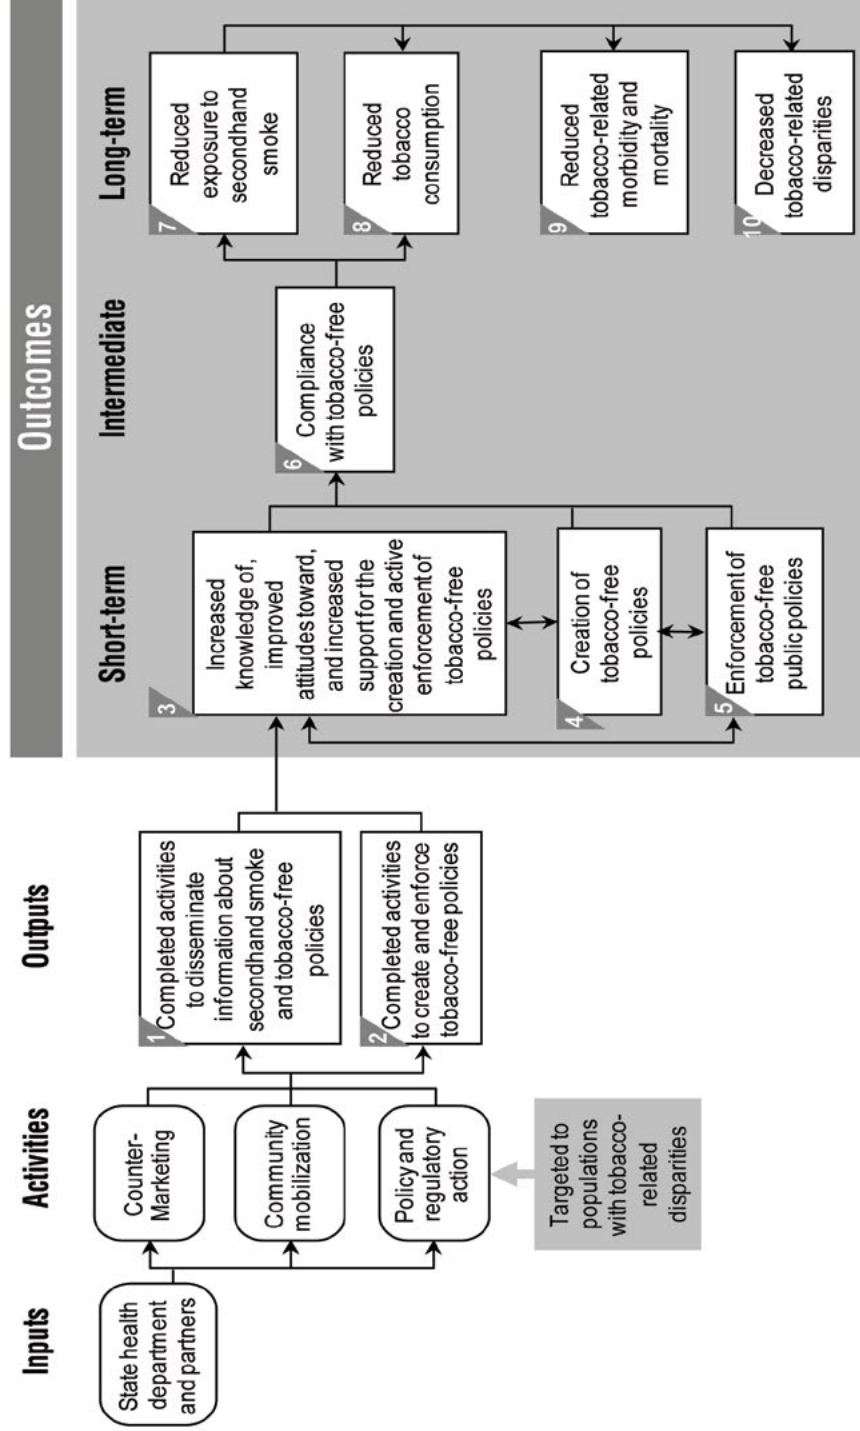 Outcomes
Inputs
Activities
Outputs
Short-term
Intermediate
Long-term
State health
department
and partners
Counter-
Marketing
Community
mobilization
Policy and
regulatory
action
Targeted to
populations
with tobacco-
related
disparities
1
Completed activities
to disseminate
information about
secondhand smoke
and tobacco-free
policies
2
Completed activities
to create and enforce
tobacco-free policies
3
Increased
knowledge of,
improved
attitudes toward,
and increased
support for the
creation and active
enforcement of
tobacco-free
policies
4
Creation of
tobacco-free
policies
5
Enforcement of
tobacco-free
public policies
6
Compliance
with tobacco-free
policies
7
Reduced
exposure to
secondhand
smoke
8
Reduced
tobacco
consumption
9
Reduced
tobacco-related
morbidity and
mortality
10
Decreased
tobacco-related
disparities